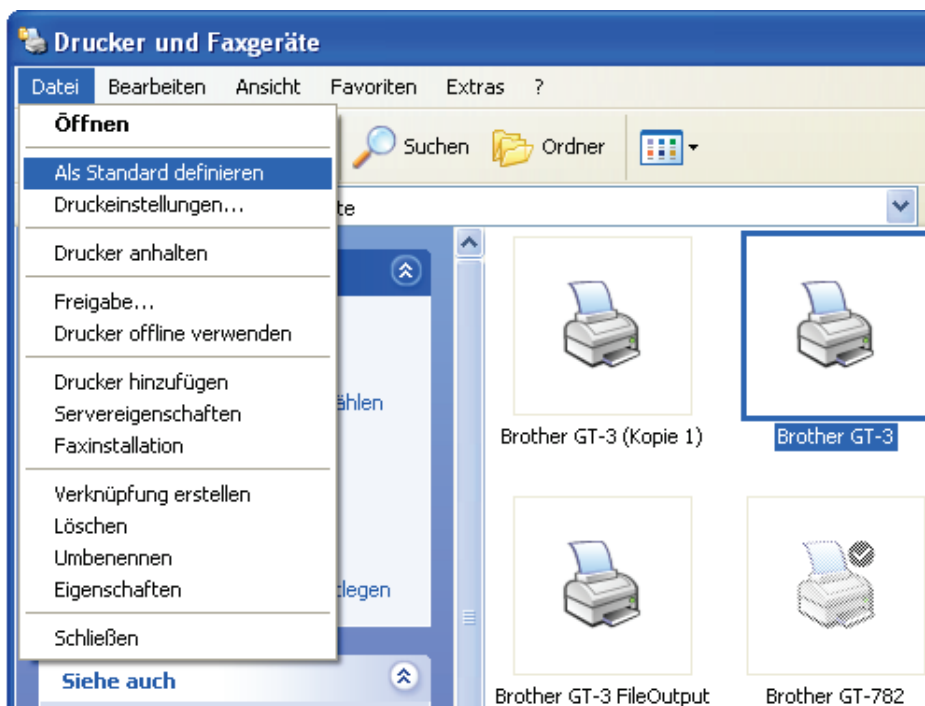 Drucker und Faxgeräte
Datei Bearbeiten Ansicht Favoriten Extras ?
Öffnen
Als Standard definieren
Druckeinstellungen...
Drucker anhalten
Freigabe...
Drucker offline verwenden
Drucker hinzufügen
Servereigenschaften
Faxinstallation
Verknüpfung erstellen
Löschen
Umbenennen
Eigenschaften
Schließen
Suchen Ordner
te
ählen
legen
Siehe auch
Brother GT-3 (Kopie 1)
Brother GT-3
Brother GT-3 FileOutput
Brother GT-782